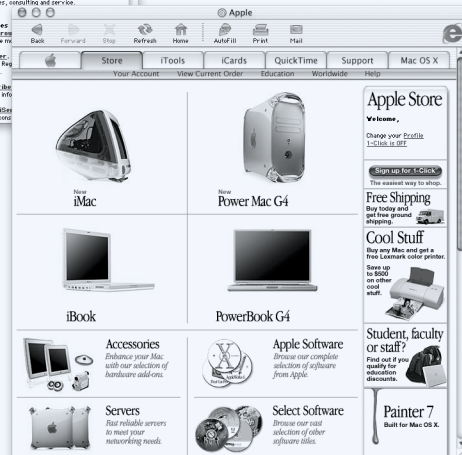 es, consulting and service.
Apple
Back Forward Stop Refresh Home AutoFill Print Mail
Store iTools iCards QuickTime Support Mac OS X
Your Account View Current Order Education Worldwide Help
New
iMac
New
Power Mac G4
iBook
PowerBook G4
Accessories
Enhance your Mac
with our selection of
hardware add-ons.
Apple Software
Browse our complete
selection of software
from Apple.
Servers
Fast reliable servers
to meet your
networking needs.
Select Software
Browse our vast
selection of other
software titles.
Apple Store
Welcome,
Change your Profile
1-Click is OFF
Sign up for 1-Click
The easiest way to shop.
Free Shipping
Buy today and
get free ground
shipping.
Cool Stuff
Buy any Mac and get a
free Lexmark color printer.
Save up
to $500
on other
cool
stuff.
Student, faculty
or staff?
Find out if you
qualify for
education
discounts.
Painter 7
Built for Mac OS X.